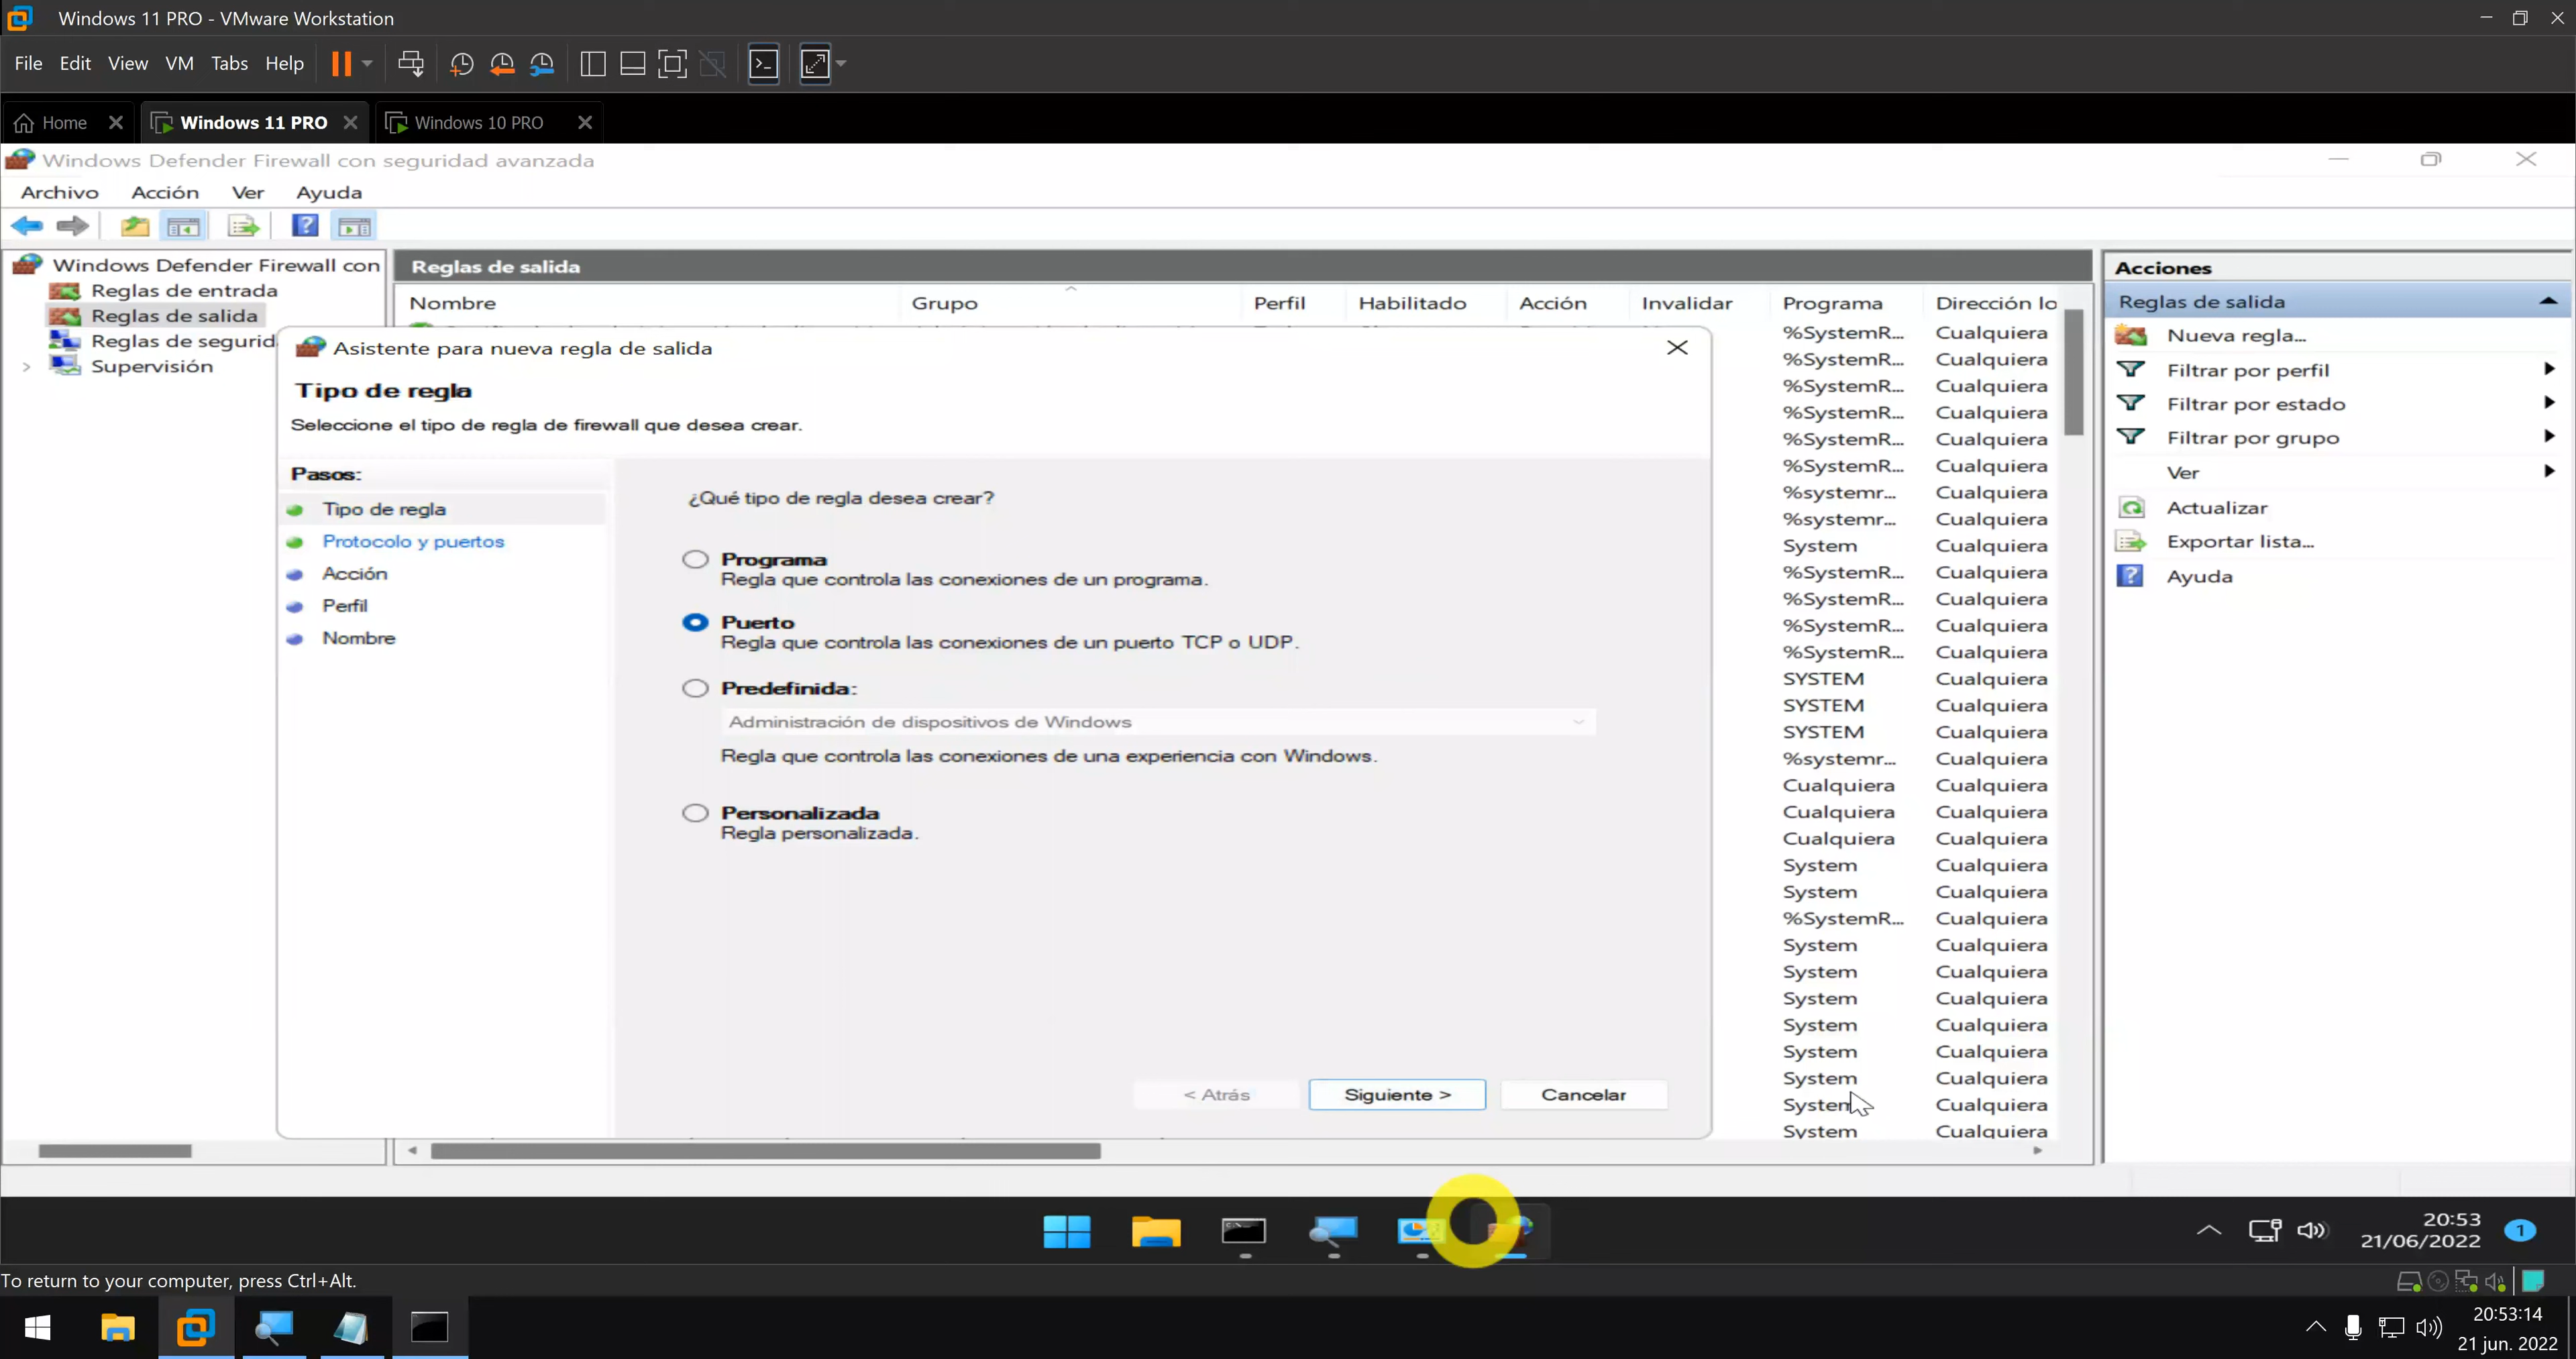 Windows 11 PRO - VMware Workstation
File Edit View VM Tabs Help
Home Windows 11 PRO Windows 10 PRO
Windows Defender Firewall con seguridad avanzada
Archivo Acción Ver Ayuda
Windows Defender Firewall con
Reglas de entrada
Reglas de salida
Reglas de segurid
Supervisión
Reglas de salida
Nombre Grupo Perfil Habilitado Acción Invalidar Programa Dirección lo
Asistente para nueva regla de salida
Tipo de regla
Seleccione el tipo de regla de firewall que desea crear.
Pasos:
Tipo de regla
Protocolo y puertos
Acción
Perfil
Nombre
¿Qué tipo de regla desea crear?
Programa
Regla que controla las conexiones de un programa.
Puerto
Regla que controla las conexiones de un puerto TCP o UDP.
Predefinida:
Administración de dispositivos de Windows
Regla que controla las conexiones de una experiencia con Windows.
Personalizada
Regla personalizada.
< Atrás Siguiente > Cancelar
%SystemR... Cualquiera
%SystemR... Cualquiera
%SystemR... Cualquiera
%SystemR... Cualquiera
%SystemR... Cualquiera
%SystemR... Cualquiera
%systemr... Cualquiera
%systemr... Cualquiera
System Cualquiera
%SystemR... Cualquiera
%SystemR... Cualquiera
%SystemR... Cualquiera
%SystemR... Cualquiera
SYSTEM Cualquiera
SYSTEM Cualquiera
SYSTEM Cualquiera
%systemr... Cualquiera
Cualquiera Cualquiera
Cualquiera Cualquiera
Cualquiera Cualquiera
System Cualquiera
System Cualquiera
%SystemR... Cualquiera
System Cualquiera
System Cualquiera
System Cualquiera
System Cualquiera
System Cualquiera
System Cualquiera
System Cualquiera
System Cualquiera
Acciones
Reglas de salida
Nueva regla...
Filtrar por perfil
Filtrar por estado
Filtrar por grupo
Ver
Actualizar
Exportar lista...
Ayuda
20:53
21/06/2022
1
To return to your computer, press Ctrl+Alt.
20:53:14
21 jun. 2022